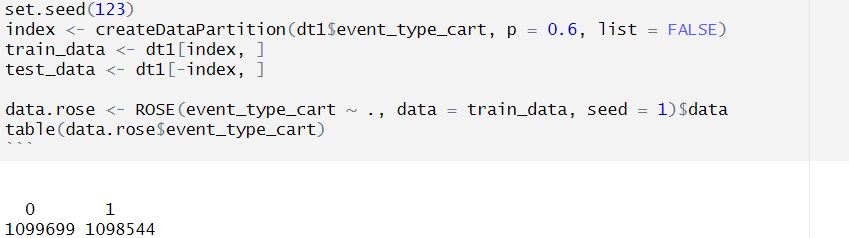 set.seed(123)
index <- createDataPartition(dt1$event_type_cart, p = 0.6, list = FALSE)
train_data <- dt1[index, ]
test_data <- dt1[-index, ]
data.rose <- ROSE(event_type_cart ~ ., data = train_data, seed = 1)$data
table(data.rose$event_type_cart)
```
0 1
1099699 1098544